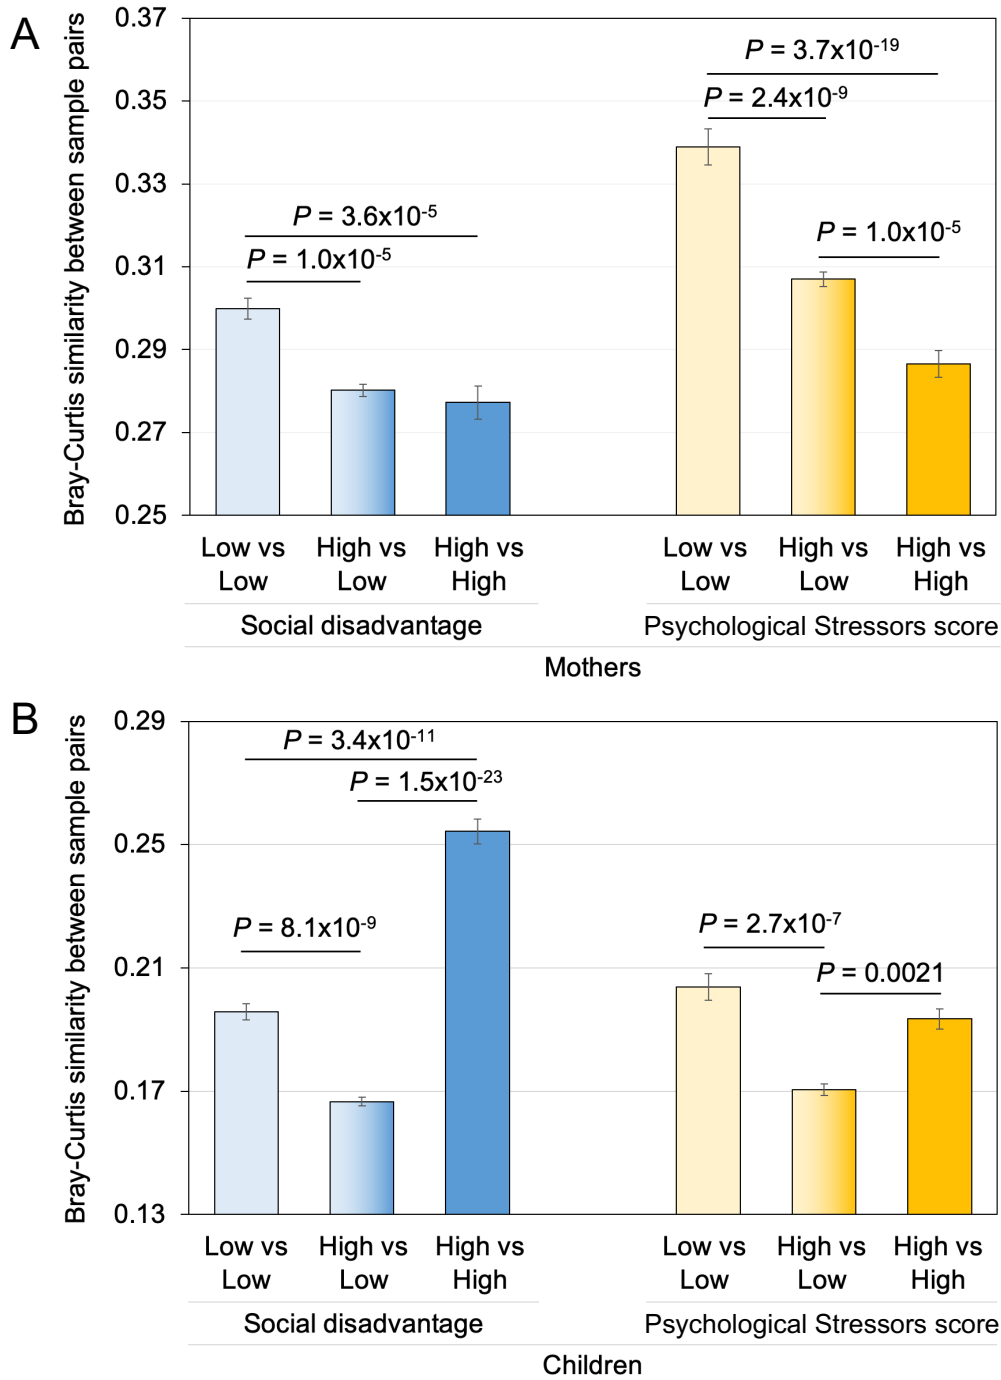 A
Bray-Curtis similarity between sample pairs
0.37
0.35
0.33
0.31
0.29
0.27
0.25
P = 3.6x10-5
P = 1.0x10-5
P = 3.7x10-19
P = 2.4x10-9
P = 1.0x10-5
Low vs Low
High vs Low
High vs High
Low vs Low
High vs Low
High vs High
Social disadvantage
Psychological Stressors score
Mothers
B
Bray-Curtis similarity between sample pairs
0.29
0.25
0.21
0.17
0.13
P = 3.4x10-11
P = 1.5x10-23
P = 8.1x10-9
P = 2.7x10-7
P = 0.0021
Low vs Low
High vs Low
High vs High
Low vs Low
High vs Low
High vs High
Social disadvantage
Psychological Stressors score
Children